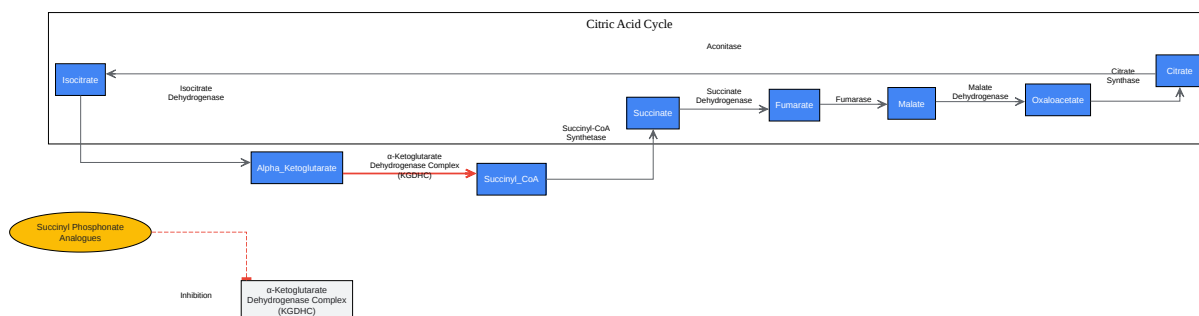 Citric Acid Cycle
Aconitase
Isocitrate
Citrate
Citrate
Synthase
Isocitrate
Dehydrogenase
Succinate
Dehydrogenase
Malate
Dehydrogenase
Fumarate
Fumarase
Malate
Oxaloacetate
Succinate
Succinyl-CoA
Synthetase
Alpha_Ketoglutarate
α-Ketoglutarate
Dehydrogenase Complex
(KGDHC)
Succinyl_CoA
Succinyl Phosphonate
Analogues
Inhibition
α-Ketoglutarate
Dehydrogenase Complex
(KGDHC)